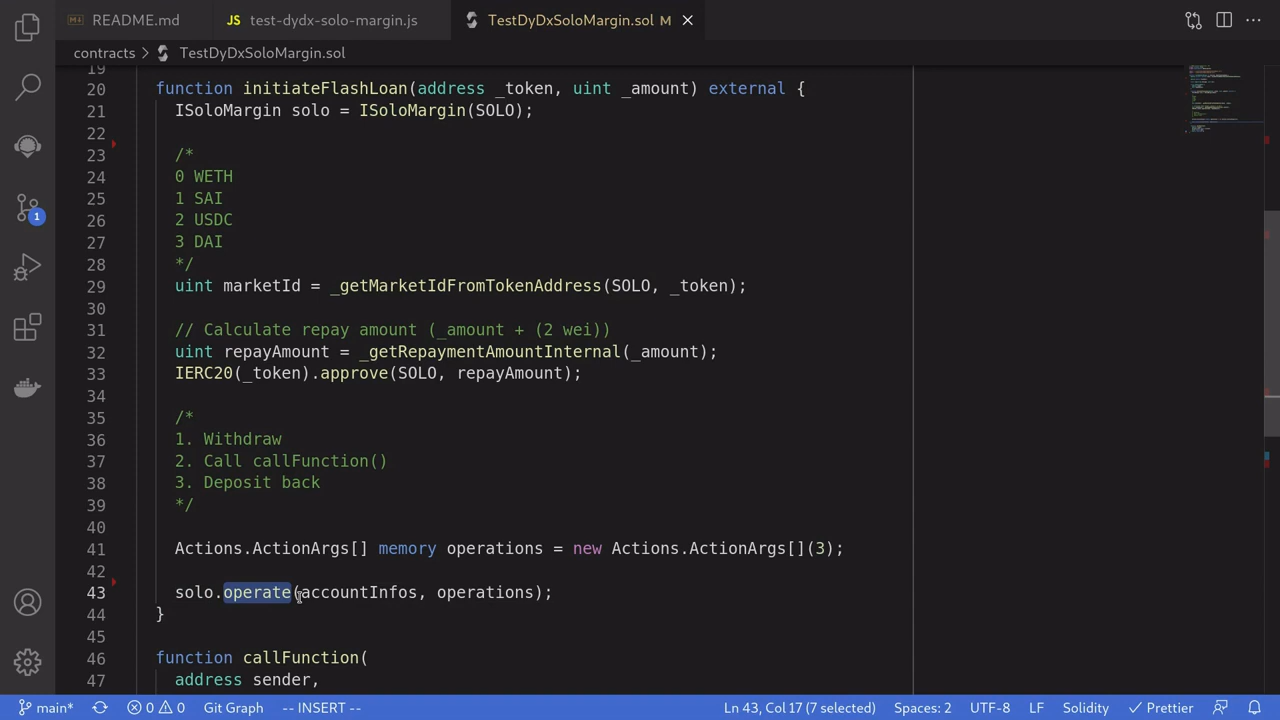 README.md
JS test-dydx-solo-margin.js
TestDyDxSoloMargin.sol M
contracts > TestDyDxSoloMargin.sol
19
20 function initiateFlashLoan(address _token, uint _amount) external {
21 ISoloMargin solo = ISoloMargin(SOLO);
22
23 /*
24 0 WETH
25 1 SAI
26 2 USDC
27 3 DAI
28 */
29 uint marketId = _getMarketIdFromTokenAddress(SOLO, _token);
30
31 // Calculate repay amount (_amount + (2 wei))
32 uint repayAmount = _getRepaymentAmountInternal(_amount);
33 IERC20(_token).approve(SOLO, repayAmount);
34
35 /*
36 1. Withdraw
37 2. Call callFunction()
38 3. Deposit back
39 */
40
41 Actions.ActionArgs[] memory operations = new Actions.ActionArgs[](3);
42
43 solo.operate(accountInfos, operations);
44 }
45
46 function callFunction(
47 address sender,
1
main* 0 0 Git Graph -- INSERT -- Ln 43, Col 17 (7 selected) Spaces: 2 UTF-8 LF Solidity Prettier